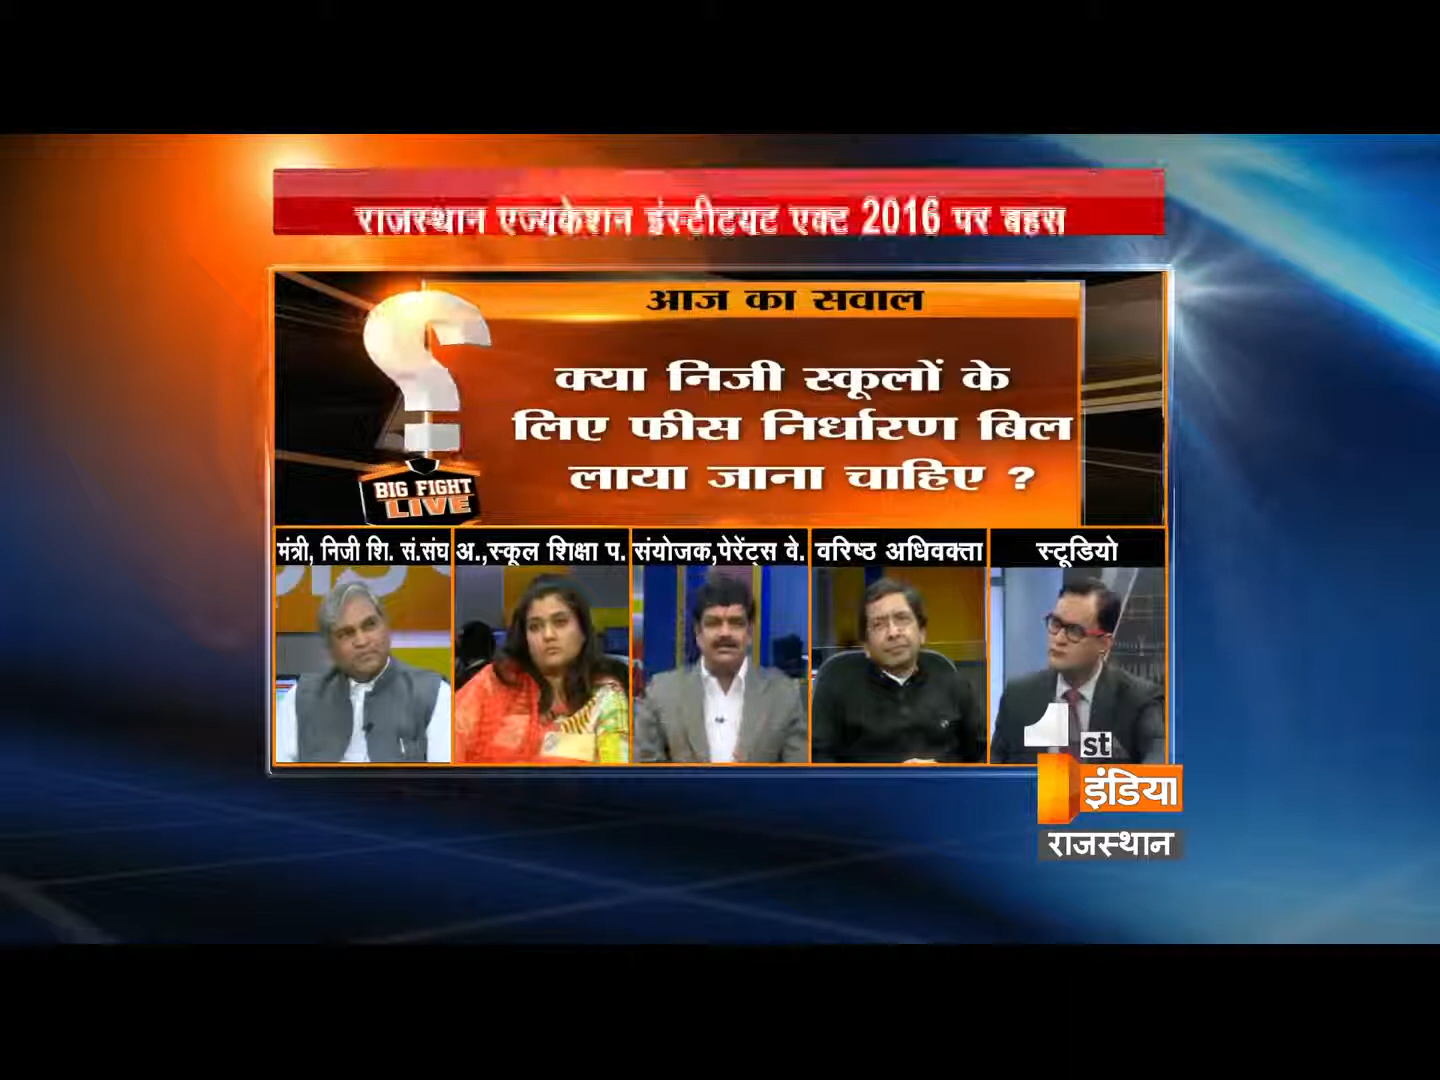 राजस्थान एज्यूकेशन इंस्टीटयूट एक्ट 2016 पर बहस
आज का सवाल
क्या निजी स्कूलों के
लिए फीस निर्धारण बिल
लाया जाना चाहिए ?
BIG FIGHT
LIVE
मंत्री, निजी शि. सं.संघ
अ.,स्कूल शिक्षा प.
संयोजक,पेरेंट्स वे.
वरिष्ठ अधिवक्ता
स्टूडियो
1st
इंडिया
राजस्थान